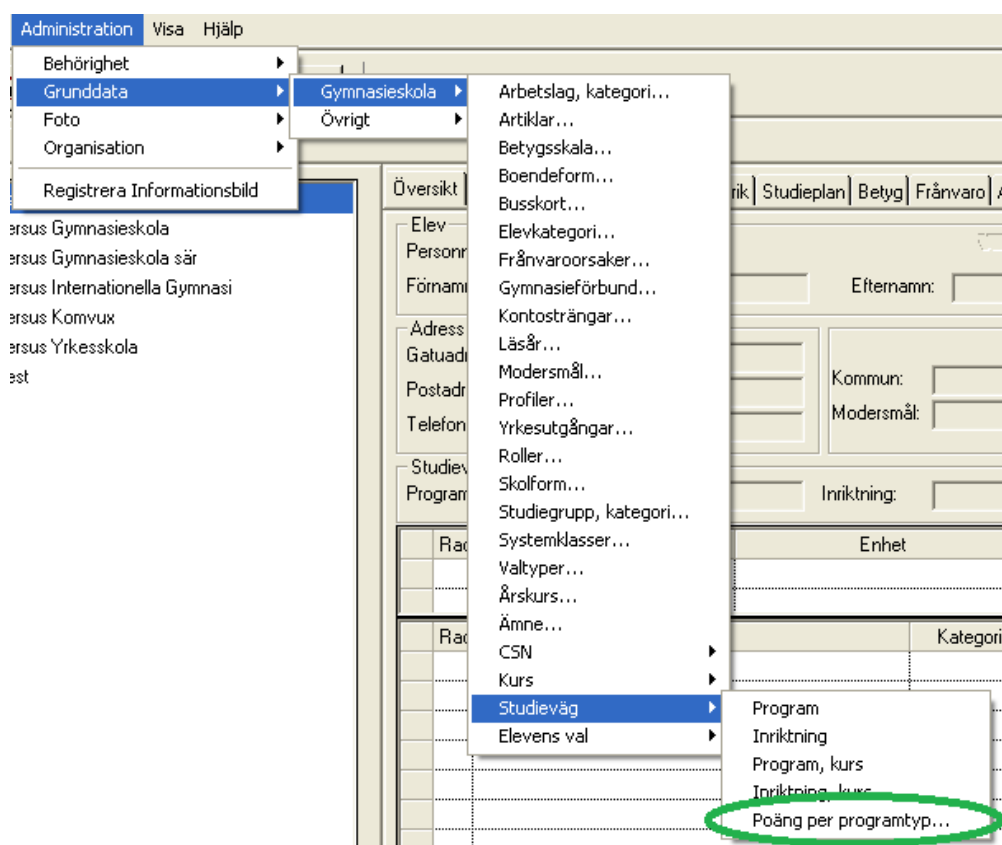 Administration Visa Hjälp
Behörighet
Grunddata
Foto
Organisation
Registrera Informationsbild
Gymnasieskola
Övrigt
Arbetslag, kategori...
Artiklar...
Betygsskala...
Boendeform...
Busskort...
Elevkategori...
Frånvaroorsaker...
Gymnasieförbund...
Kontosträngar...
Läsår...
Modersmål...
Profiler...
Yrkesutgångar...
Roller...
Skolform...
Studiegrupp, kategori...
Systemklasser...
Valtyper...
Årskurs...
Ämne...
CSN
Kurs
Studieväg
Elevens val
Program
Inriktning
Program, kurs
Inriktning, kurs
Poäng per programtyp...
ersus Gymnasieskola
ersus Gymnasieskola sär
ersus Internationella Gymnasi
ersus Komvux
ersus Yrkesskola
est
Översikt rik Studieplan Betyg Frånvaro A
Elev
Personr
Förnamn Efternamn:
Adress
Gatuadr
Postadr Kommun:
Telefon Modersmål:
Studiev
Program Inriktning:
Rad Enhet
Rad Kategori